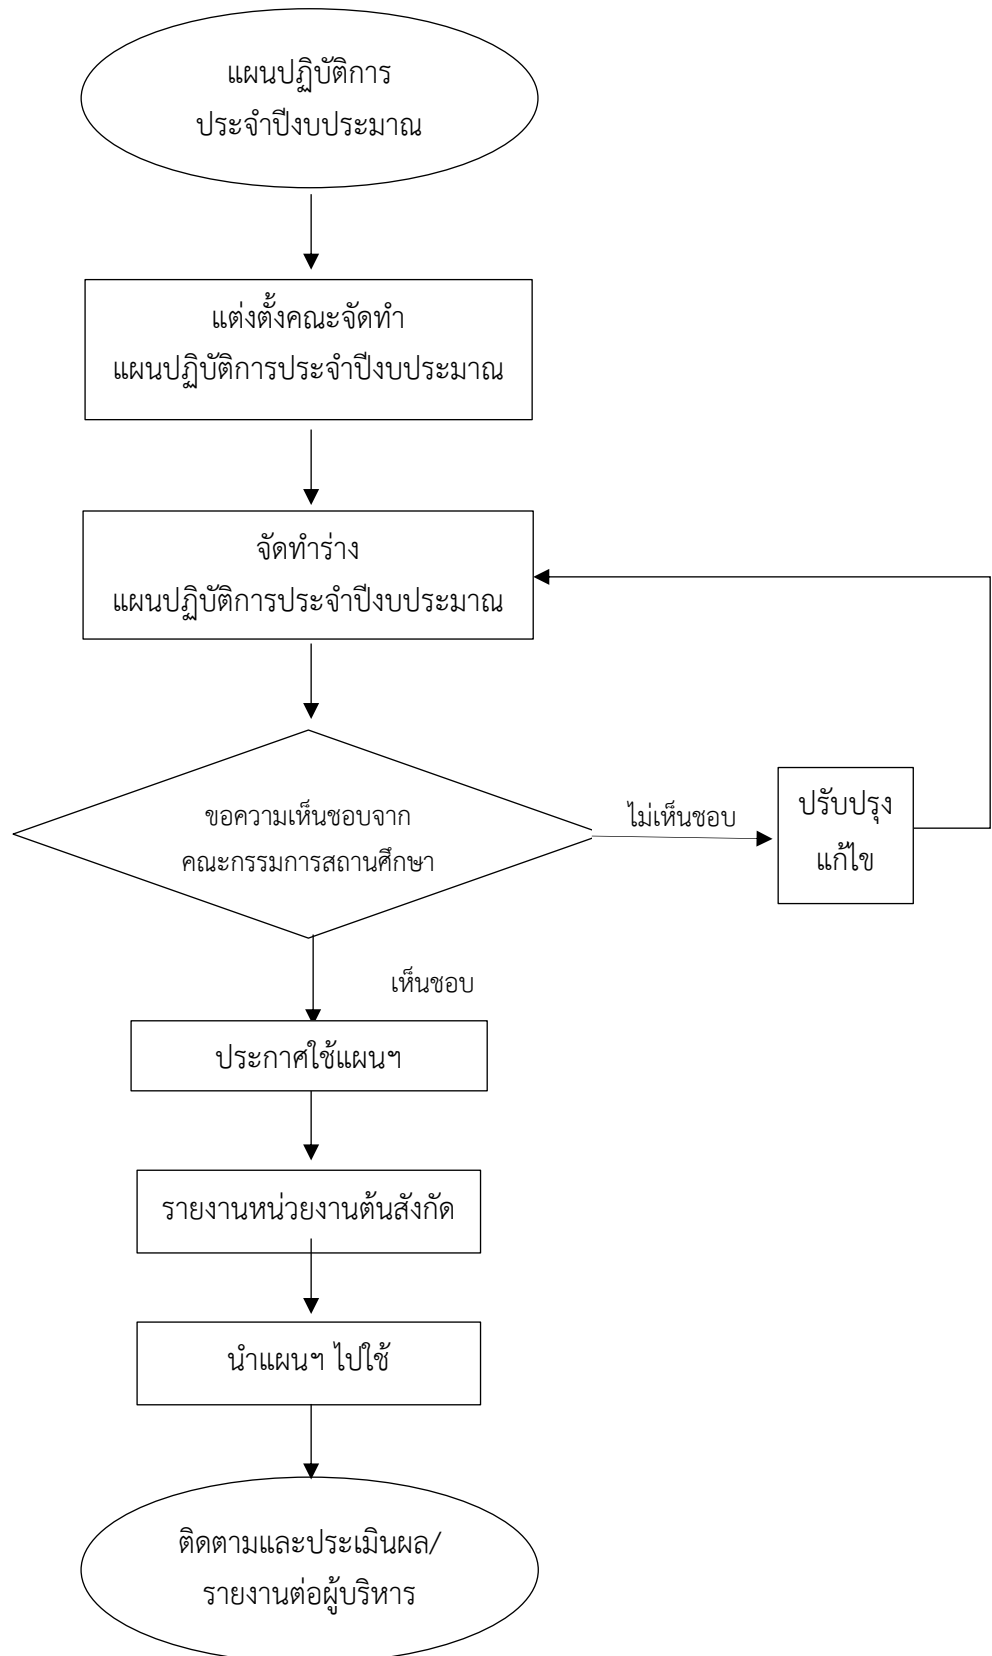 แผนปฏิบัติการ
ประจำปีงบประมาณ
แต่งตั้งคณะจัดทำ
แผนปฏิบัติการประจำปีงบประมาณ
จัดทำร่าง
แผนปฏิบัติการประจำปีงบประมาณ
ขอความเห็นชอบจาก
คณะกรรมการสถานศึกษา
ไม่เห็นชอบ
ปรับปรุง
แก้ไข
เห็นชอบ
ประกาศใช้แผนฯ
รายงานหน่วยงานต้นสังกัด
นำแผนฯ ไปใช้
ติดตามและประเมินผล/
รายงานต่อผู้บริหาร